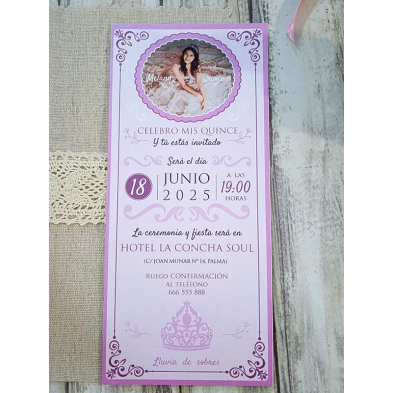 CELEBRO MIS QUINCE
Y tú estás invitado
Será el día
18
JUNIO
2025
A LAS
19:00
HORAS
La ceremonia y fiesta será en
HOTEL LA CONCHA SOUL
(C/ JOAN MUNAR Nº 14, PALMA)
RUEGO CONFIRMACIÓN
AL TELÉFONO
666 555 888
Lluvia de sobres